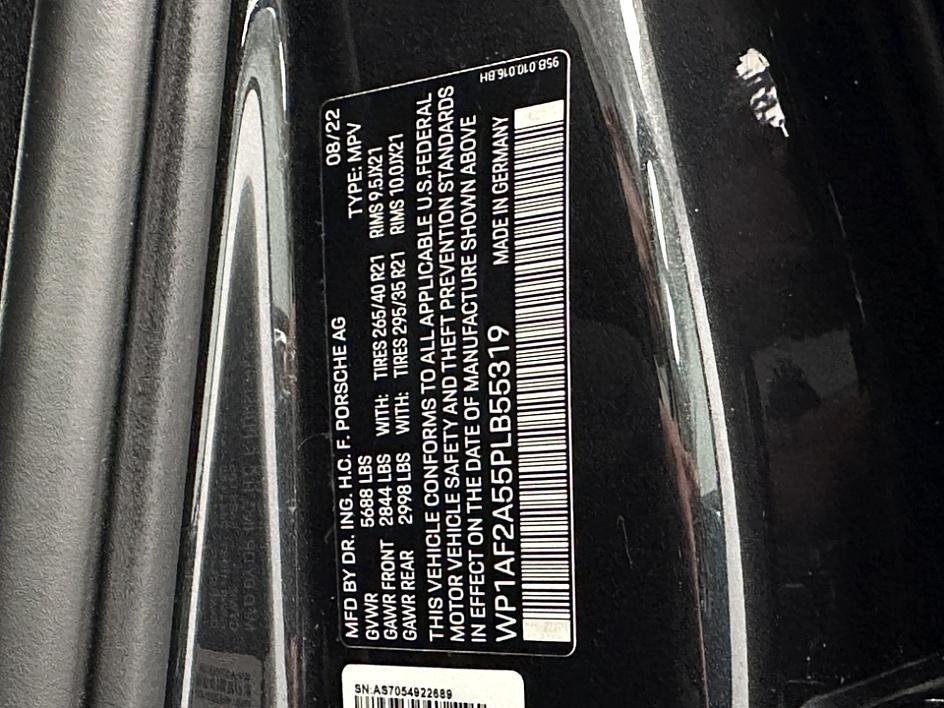 MFD BY DR. ING. H.C. F. PORSCHE AG 08/22
GVWR 5688 LBS TYPE: MPV
GAWR FRONT 2844 LBS WITH: TIRES 265/40 R21 RIMS 9.5JX21
GAWR REAR 2998 LBS WITH: TIRES 295/35 R21 RIMS 10.0JX21
THIS VEHICLE CONFORMS TO ALL APPLICABLE U.S.FEDERAL
MOTOR VEHICLE SAFETY AND THEFT PREVENTION STANDARDS
IN EFFECT ON THE DATE OF MANUFACTURE SHOWN ABOVE
WP1AF2A55PLB55319 MADE IN GERMANY
95B.010.016.BH
SN:AS7054922689